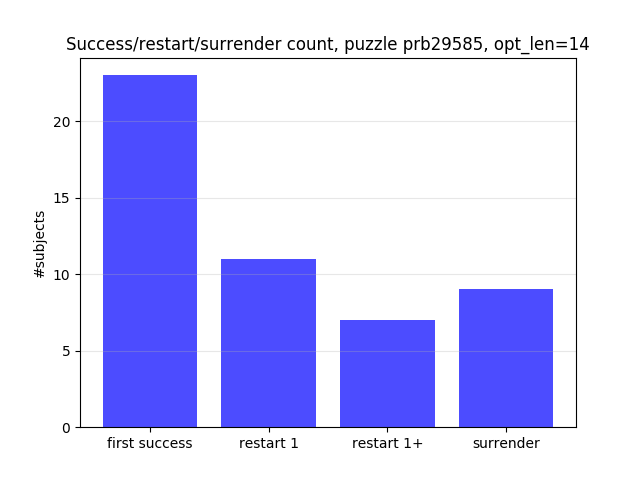 Success/restart/surrender count, puzzle prb29585, opt_len=14
20
15
10
5
0
#subjects
first success restart 1 restart 1+ surrender